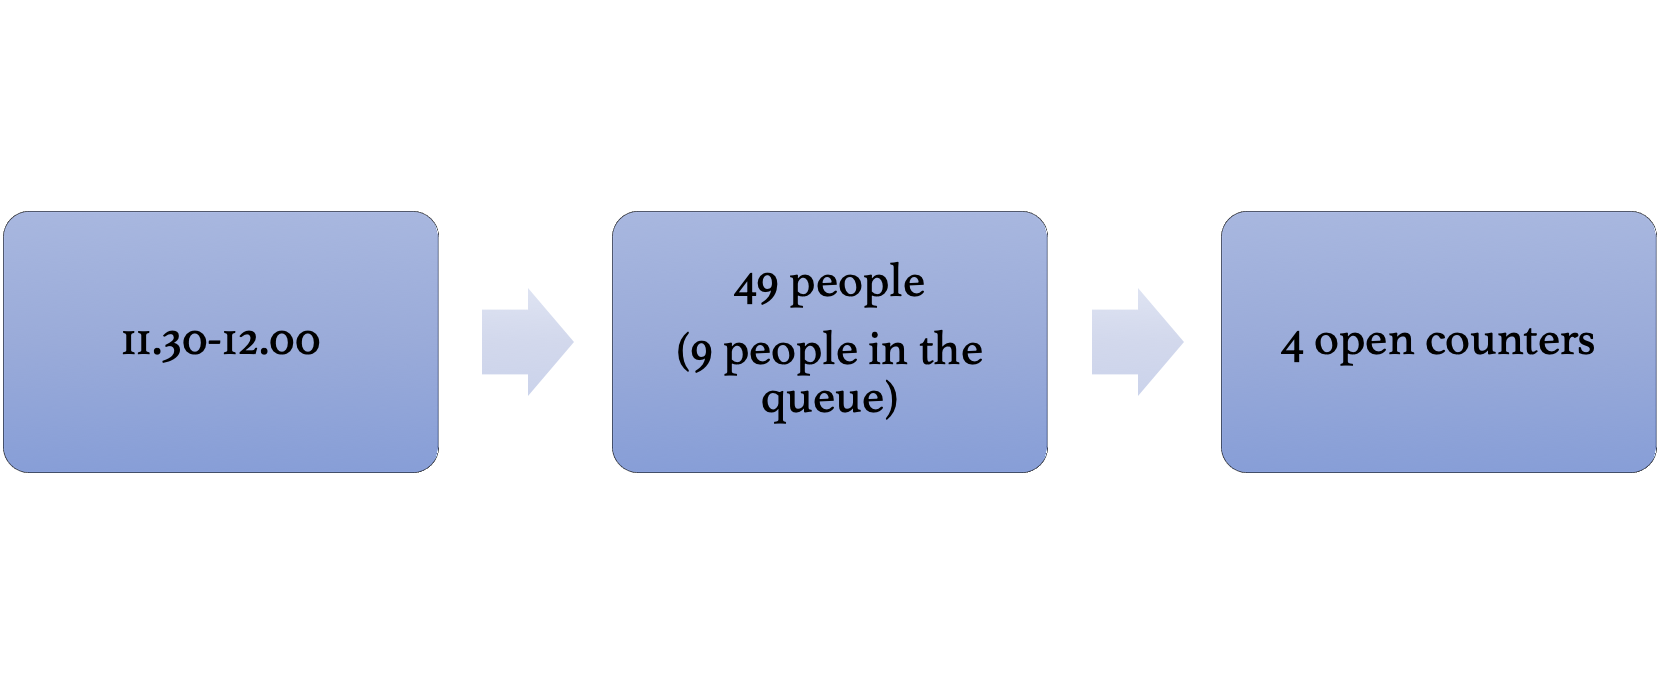 11.30-12.00
49 people
(9 people in the
queue)
4 open counters